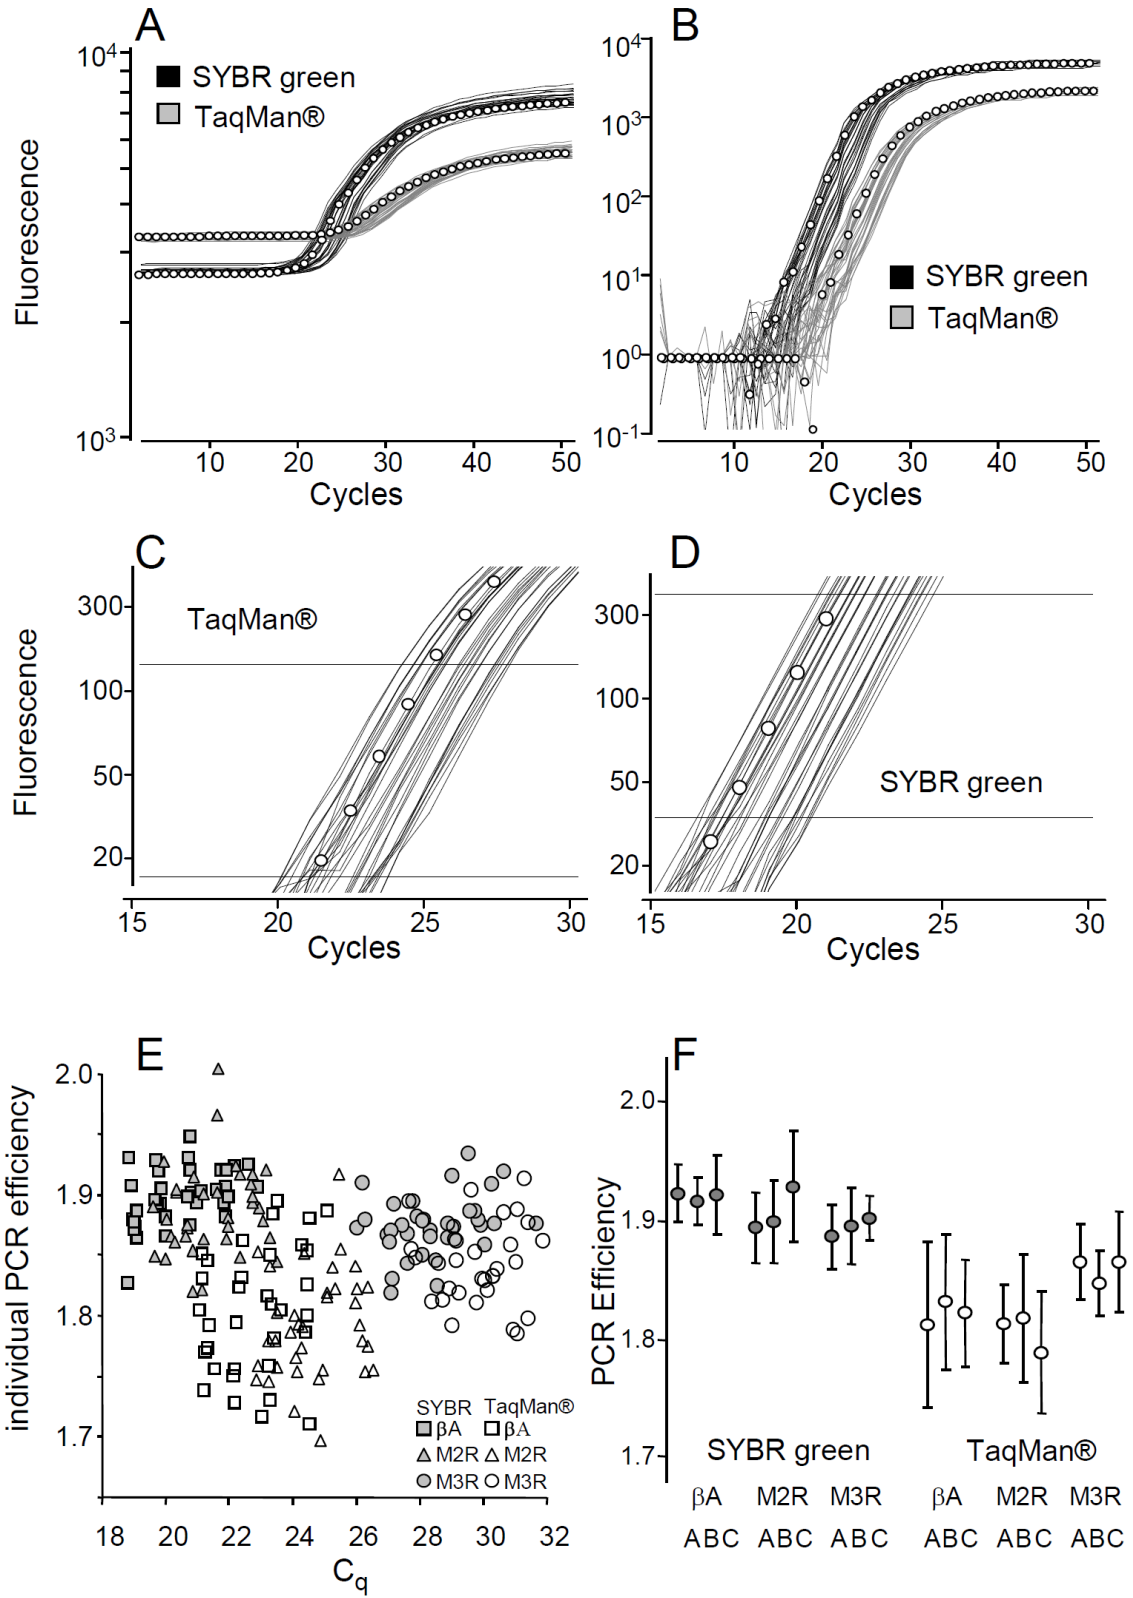 A
10⁴
SYBR green
TaqMan®
Fluorescence
10³
10 20 30 40 50
Cycles
B
10⁴
10³
10²
10¹
10⁰
10⁻¹
SYBR green
TaqMan®
10 20 30 40 50
Cycles
C
300
100
50
20
TaqMan®
Fluorescence
15 20 25 30
Cycles
D
300
100
50
20
SYBR green
15 20 25 30
Cycles
E
2.0
1.9
1.8
1.7
individual PCR efficiency
SYBR TaqMan®
βA βA
M2R M2R
M3R M3R
18 20 22 24 26 28 30 32
Cq
F
2.0
1.9
1.8
1.7
PCR Efficiency
SYBR green TaqMan®
βA M2R M3R βA M2R M3R
ABC ABC ABC ABC ABC ABC